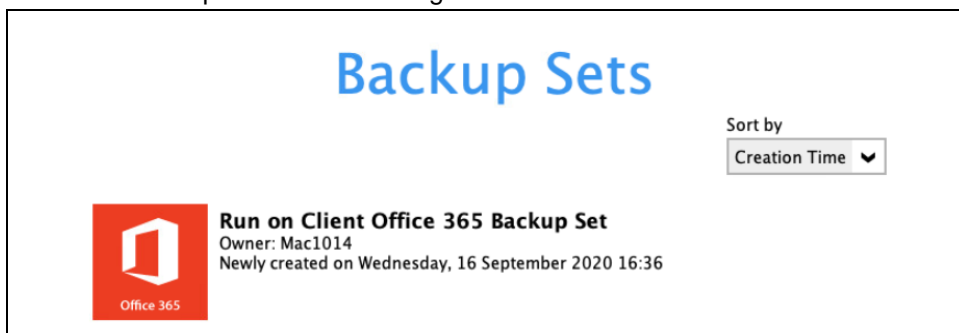 Backup Sets
Sort by
Creation Time
Run on Client Office 365 Backup Set
Owner: Mac1014
Newly created on Wednesday, 16 September 2020 16:36
Office 365